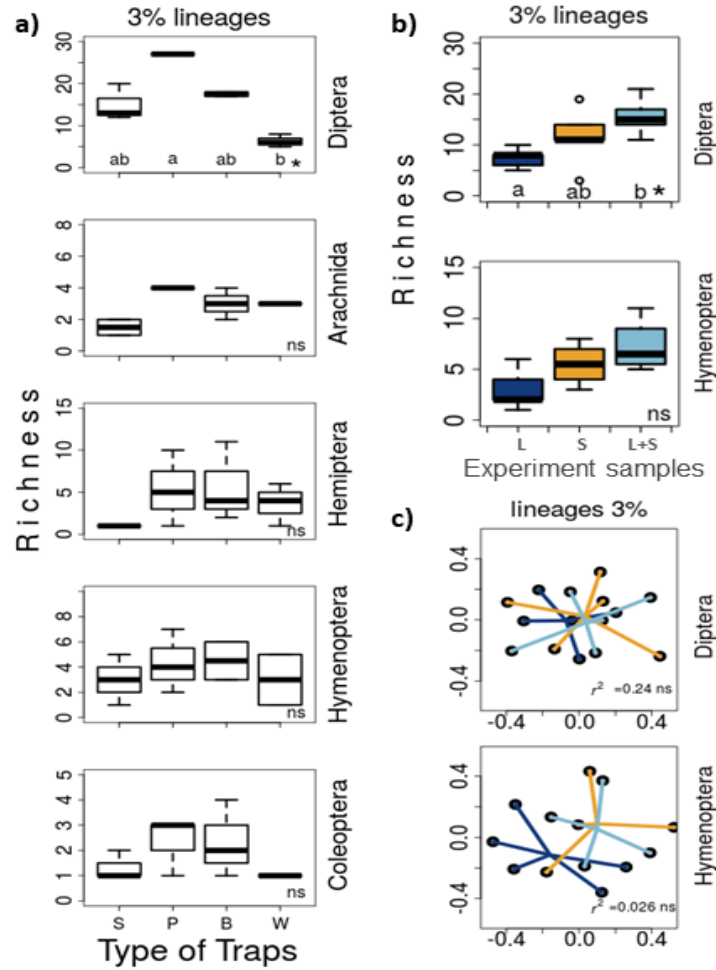 a)
3% lineages
Richness
30
20
10
0
ab
a
ab
b *
Diptera
8
6
4
2
0
ns
Arachnida
15
10
5
0
ns
Hemiptera
8
6
4
2
0
ns
Hymenoptera
5
4
3
2
1
0
ns
Coleoptera
S P B W
Type of Traps
b)
3% lineages
Richness
30
20
10
0
a
ab
b *
Diptera
15
10
5
0
ns
Hymenoptera
L S L+S
Experiment samples
c)
lineages 3%
0.4
0.0
-0.4
r² =0.24 ns
-0.4 0.0 0.4
Diptera
0.4
0.0
-0.4
r² =0.026 ns
-0.4 0.0 0.4
Hymenoptera